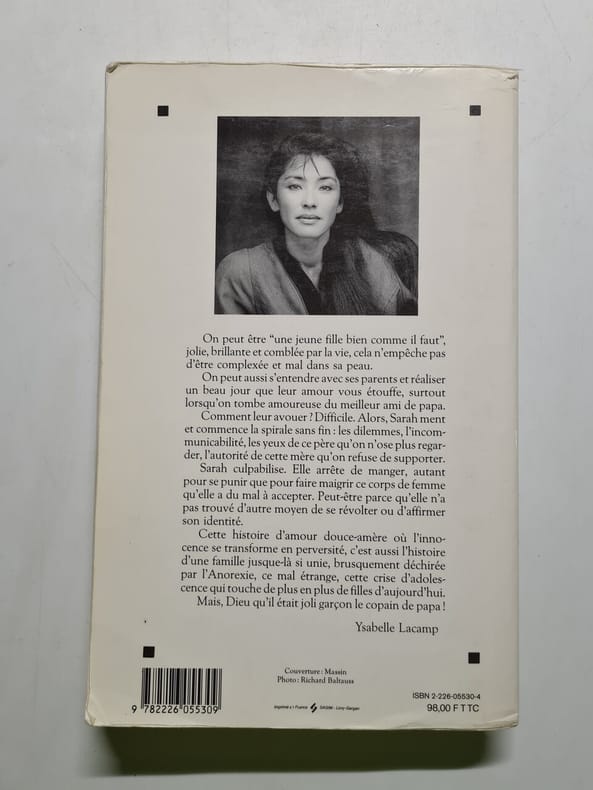 On peut être “une jeune fille bien comme il faut”,
jolie, brillante et comblée par la vie, cela n’empêche pas
d’être complexée et mal dans sa peau.
On peut aussi s’entendre avec ses parents et réaliser
un beau jour que leur amour vous étouffe, surtout
lorsqu’on tombe amoureuse du meilleur ami de papa.
Comment leur avouer ? Difficile. Alors, Sarah ment
et commence la spirale sans fin : les dilemmes, l’incom-
municabilité, les yeux de ce père qu’on n’ose plus regar-
der, l’autorité de cette mère qu’on refuse de supporter.
Sarah culpabilise. Elle arrête de manger, autant
pour se punir que pour faire maigrir ce corps de femme
qu’elle a du mal à accepter. Peut-être parce qu’elle n’a
pas trouvé d’autre moyen de se révolter ou d’affirmer
son identité.
Cette histoire d’amour douce-amère où l’inno-
cence se transforme en perversité, c’est aussi l’histoire
d’une famille jusque-là si unie, brusquement déchirée
par l’Anorexie, ce mal étrange, cette crise d’adoles-
cence qui touche de plus en plus de filles d’aujourd’hui.
Mais, Dieu qu’il était joli garçon le copain de papa !
Ysabelle Lacamp
Couverture : Massin
Photo : Richard Baltauss
ISBN 2-226-05530-4
9 782226 055309
Imprimé en France
98,00 F TTC